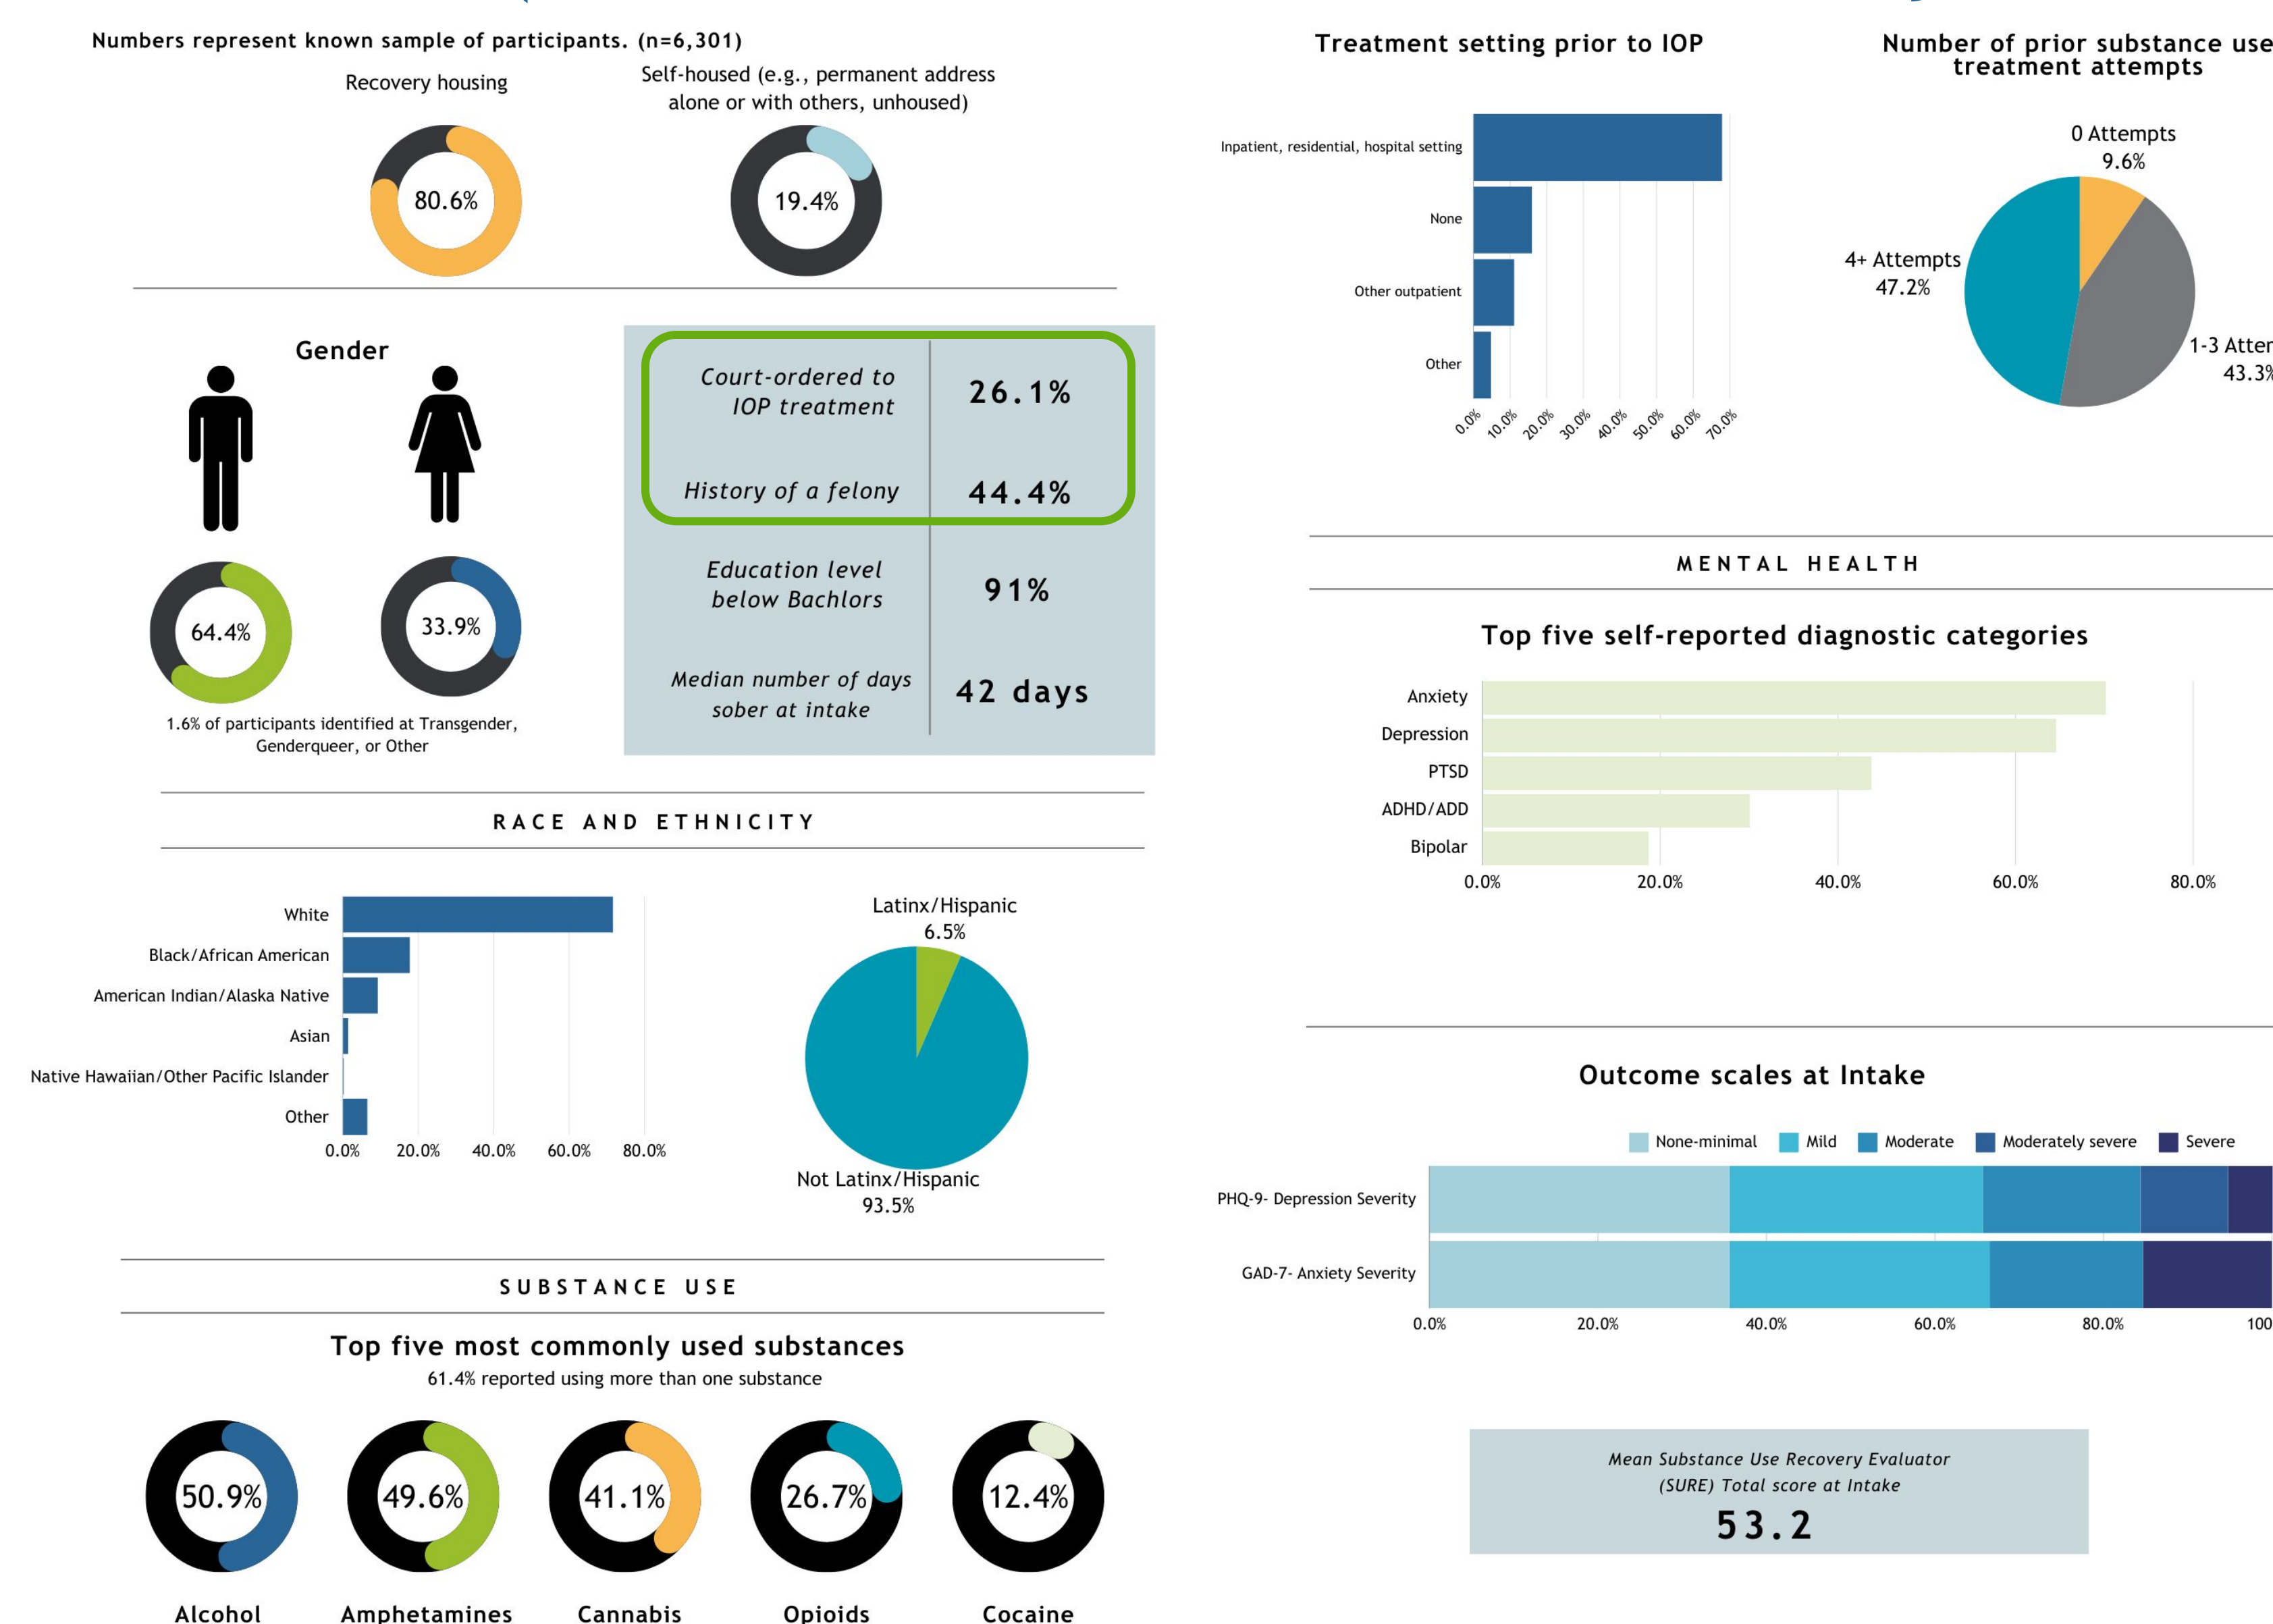 Numbers represent known sample of participants. (n=6,301)
Recovery housing
80.6%
Self-housed (e.g., permanent address
alone or with others, unhoused)
19.4%
Gender
64.4%
33.9%
1.6% of participants identified at Transgender,
Genderqueer, or Other
Court-ordered to
IOP treatment
26.1%
History of a felony
44.4%
Education level
below Bachlors
91%
Median number of days
sober at intake
42 days
RACE AND ETHNICITY
White
Black/African American
American Indian/Alaska Native
Asian
Native Hawaiian/Other Pacific Islander
Other
0.0% 20.0% 40.0% 60.0% 80.0%
Latinx/Hispanic
6.5%
Not Latinx/Hispanic
93.5%
SUBSTANCE USE
Top five most commonly used substances
61.4% reported using more than one substance
50.9% 49.6% 41.1% 26.7% 12.4%
Alcohol Amphetamines Cannabis Opioids Cocaine
Treatment setting prior to IOP
Inpatient, residential, hospital setting
None
Other outpatient
Other
0.0% 10.0% 20.0% 30.0% 40.0% 50.0% 60.0% 70.0%
Number of prior substance use
treatment attempts
0 Attempts
9.6%
4+ Attempts
47.2%
1-3
43.3%
MENTAL HEALTH
Top five self-reported diagnostic categories
Anxiety
Depression
PTSD
ADHD/ADD
Bipolar
0.0% 20.0% 40.0% 60.0% 80.0%
Outcome scales at Intake
None-minimal Mild Moderate Moderately severe Severe
PHQ-9- Depression Severity
GAD-7- Anxiety Severity
0.0% 20.0% 40.0% 60.0% 80.0% 100
Mean Substance Use Recovery Evaluator
(SURE) Total score at Intake
53.2